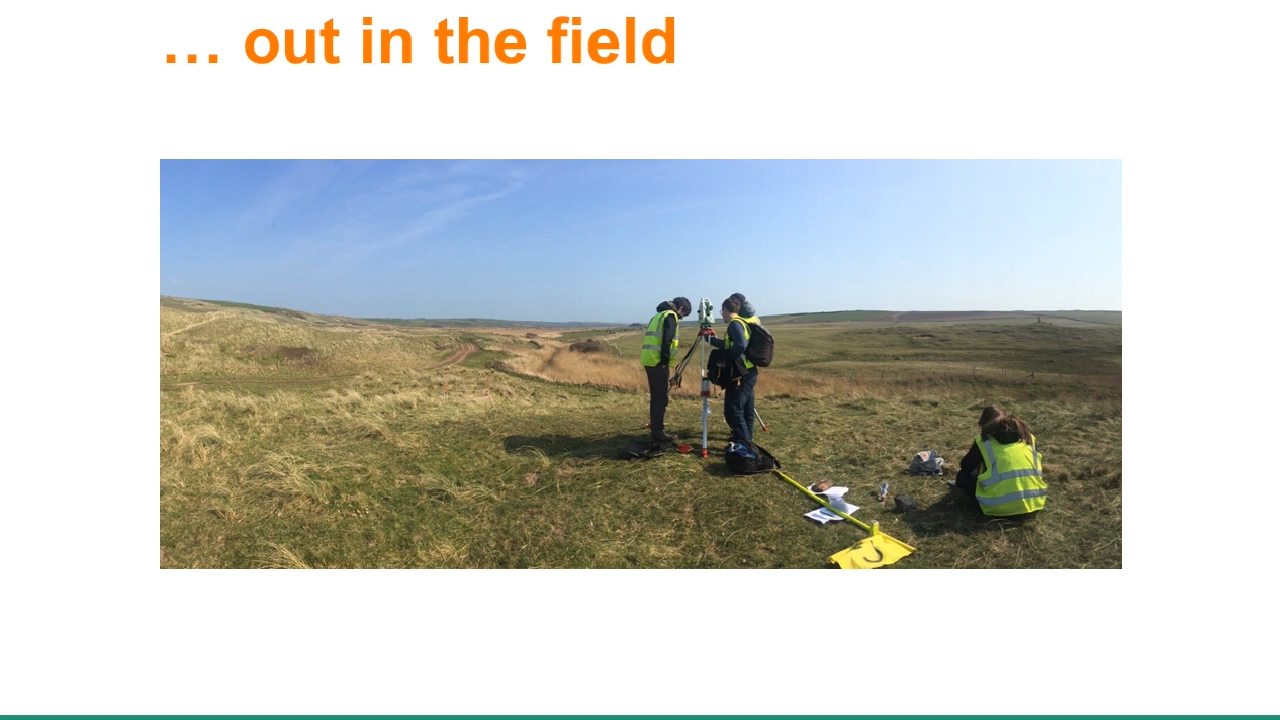 … out in the field